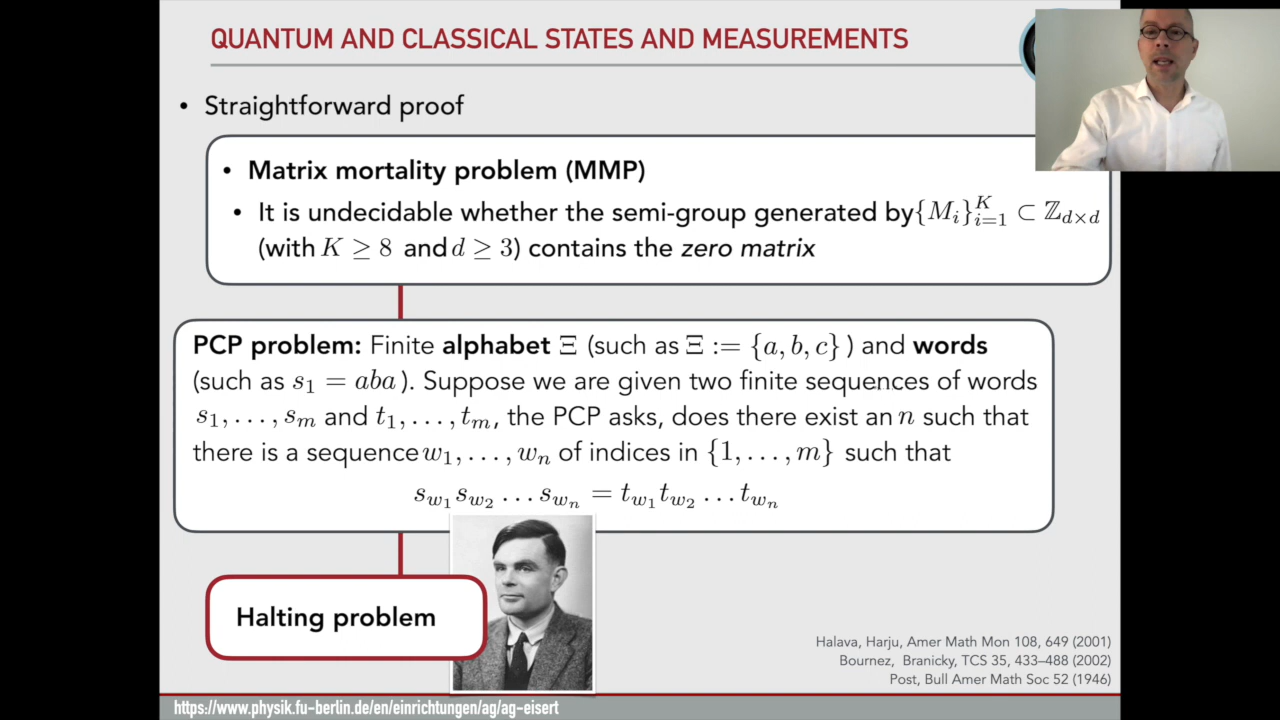 QUANTUM AND CLASSICAL STATES AND MEASUREMENTS
• Straightforward proof
• Matrix mortality problem (MMP)
• It is undecidable whether the semi-group generated by {M_i}_{i=1}^K ⊂ ℤ_{d×d}
(with K ≥ 8 and d ≥ 3) contains the zero matrix
PCP problem: Finite alphabet Ξ (such as Ξ := {a, b, c} ) and words
(such as s_1 = aba ). Suppose we are given two finite sequences of words
s_1, . . . , s_m and t_1, . . . , t_m, the PCP asks, does there exist an n such that
there is a sequence w_1, . . . , w_n of indices in {1, . . . , m} such that
s_{w_1} s_{w_2} . . . s_{w_n} = t_{w_1} t_{w_2} . . . t_{w_n}
Halting problem
Halava, Harju, Amer Math Mon 108, 649 (2001)
Bournez, Branicky, TCS 35, 433–488 (2002)
Post, Bull Amer Math Soc 52 (1946)
https://www.physik.fu-berlin.de/en/einrichtungen/ag/ag-eisert